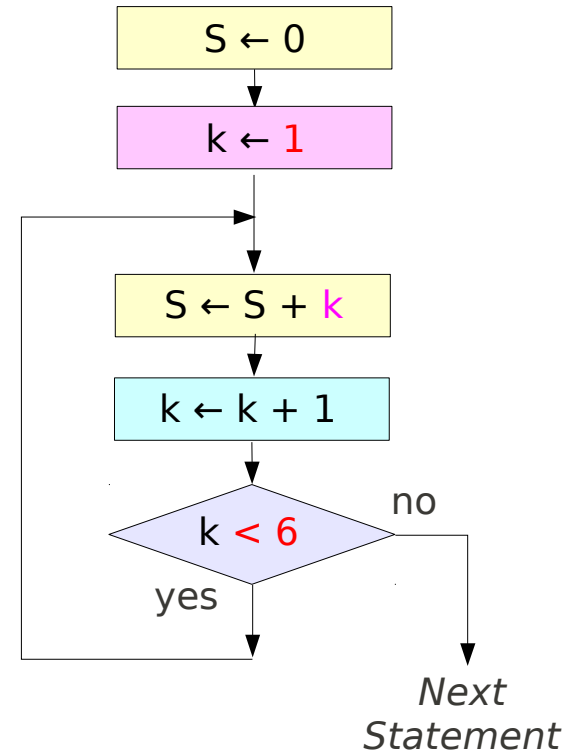 S ← 0
k ← 1
S ← S + k
k ← k + 1
k < 6
no
yes
Next
Statement